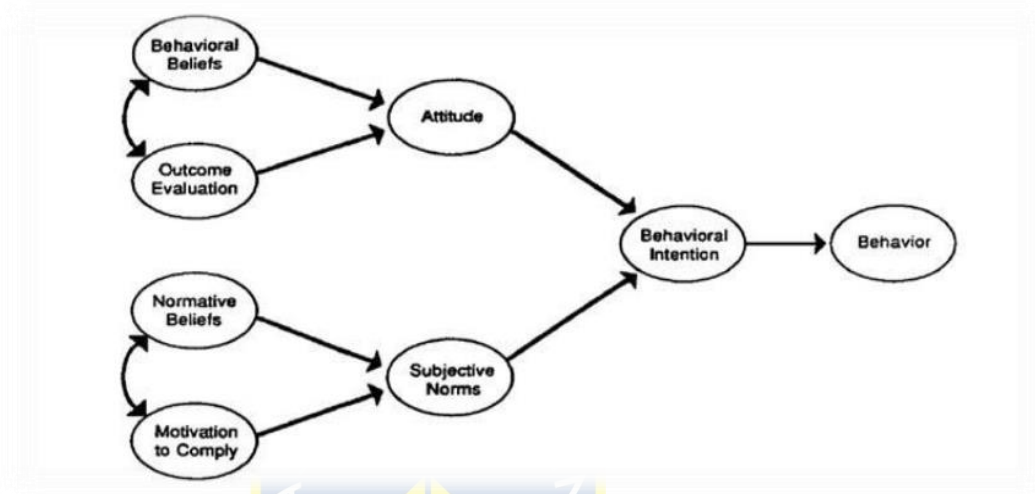 Behavioral
Beliefs
Outcome
Evaluation
Attitude
Behavioral
Intention
Behavior
Normative
Beliefs
Subjective
Norms
Motivation
to Comply